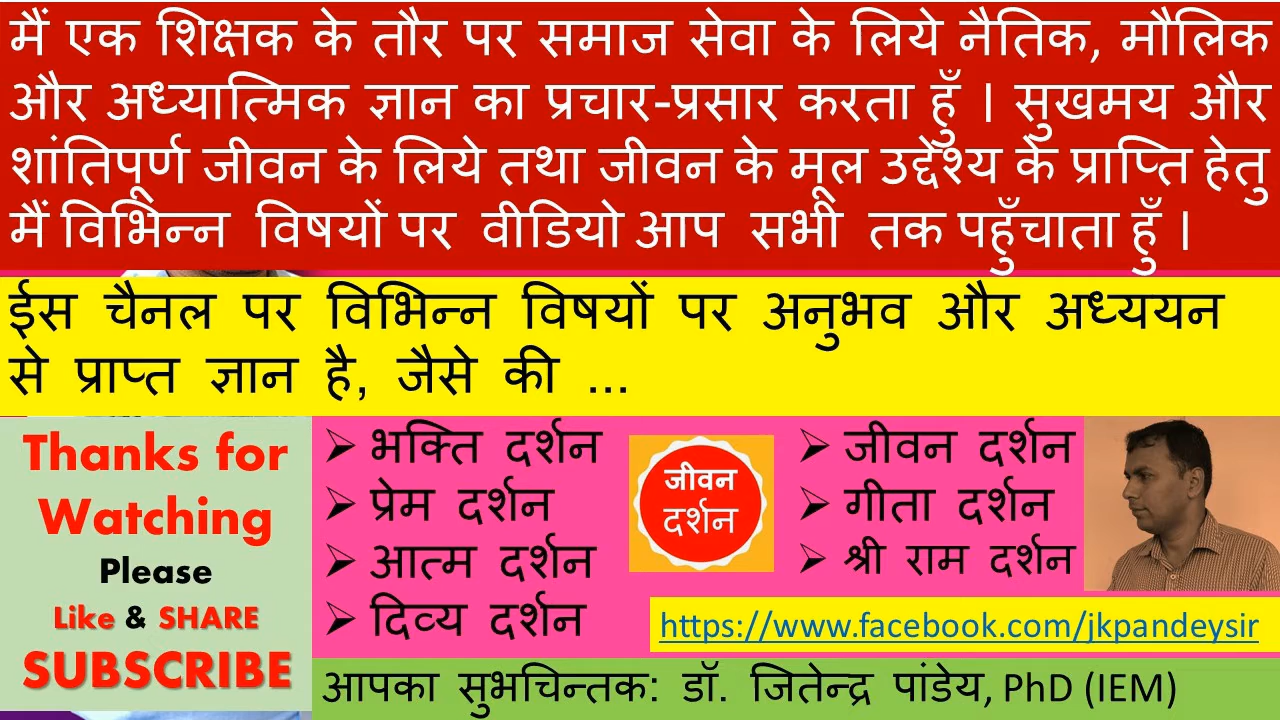 मैं एक शिक्षक के तौर पर समाज सेवा के लिये नैतिक, मौलिक
और अध्यात्मिक ज्ञान का प्रचार-प्रसार करता हुँ । सुखमय और
शांतिपूर्ण जीवन के लिये तथा जीवन के मूल उद्देश्य के प्राप्ति हेतु
मैं विभिन्न विषयों पर वीडियो आप सभी तक पहुँचाता हुँ ।
ईस चैनल पर विभिन्न विषयों पर अनुभव और अध्ययन
से प्राप्त ज्ञान है, जैसे की ...
Thanks for
Watching
Please
Like & SHARE
SUBSCRIBE
➢ भक्ति दर्शन
➢ प्रेम दर्शन
➢ आत्म दर्शन
➢ दिव्य दर्शन
जीवन
दर्शन
➢ जीवन दर्शन
➢ गीता दर्शन
➢ श्री राम दर्शन
https://www.facebook.com/jkpandeysir
आपका सुभचिन्तक: डॉ. जितेन्द्र पांडेय, PhD (IEM)